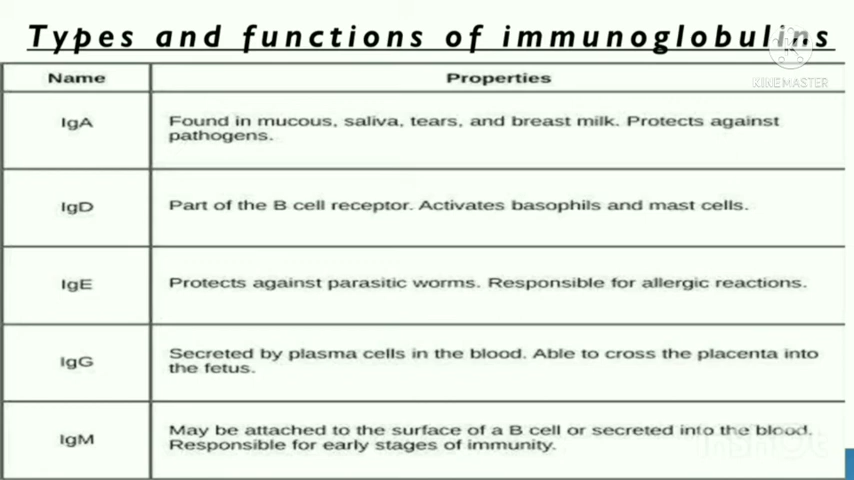 Types and functions of immunoglobulins
KINEMASTER
Name
Properties
IgA
Found in mucous, saliva, tears, and breast milk. Protects against
pathogens.
IgD
Part of the B cell receptor. Activates basophils and mast cells.
IgE
Protects against parasitic worms. Responsible for allergic reactions.
IgG
Secreted by plasma cells in the blood. Able to cross the placenta into
the fetus.
IgM
May be attached to the surface of a B cell or secreted into the blood.
Responsible for early stages of immunity.
InShot